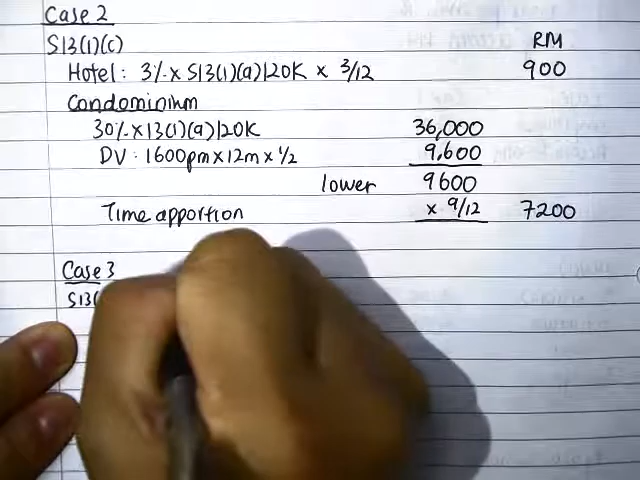 Case 2
S13(1)(c) RM
Hotel: 3% x S13(1)(a) 120K x 3/12 900
Condominium
30% x 13(1)(a) 120K 36,000
DV: 1600pm x 12m x 1/2 9,600
lower 9600
Time apportion x 9/12 7200
Case 3
S13(